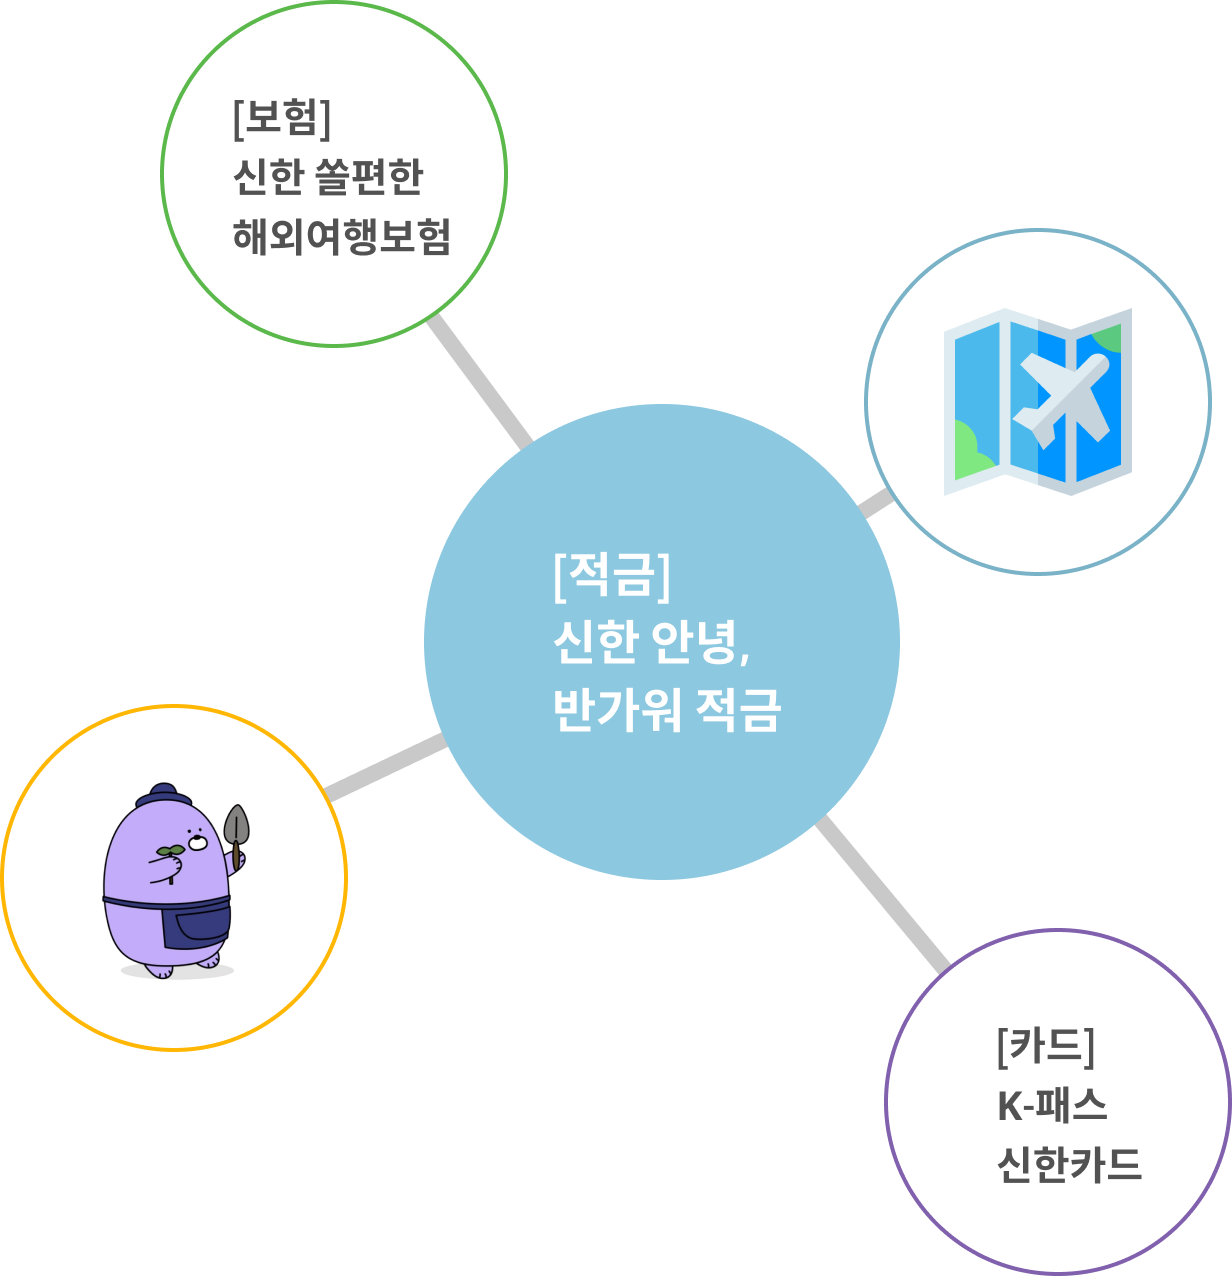 [보험]
신한 쏠편한
해외여행보험
[적금]
신한 안녕,
반가워 적금
[카드]
K-패스
신한카드